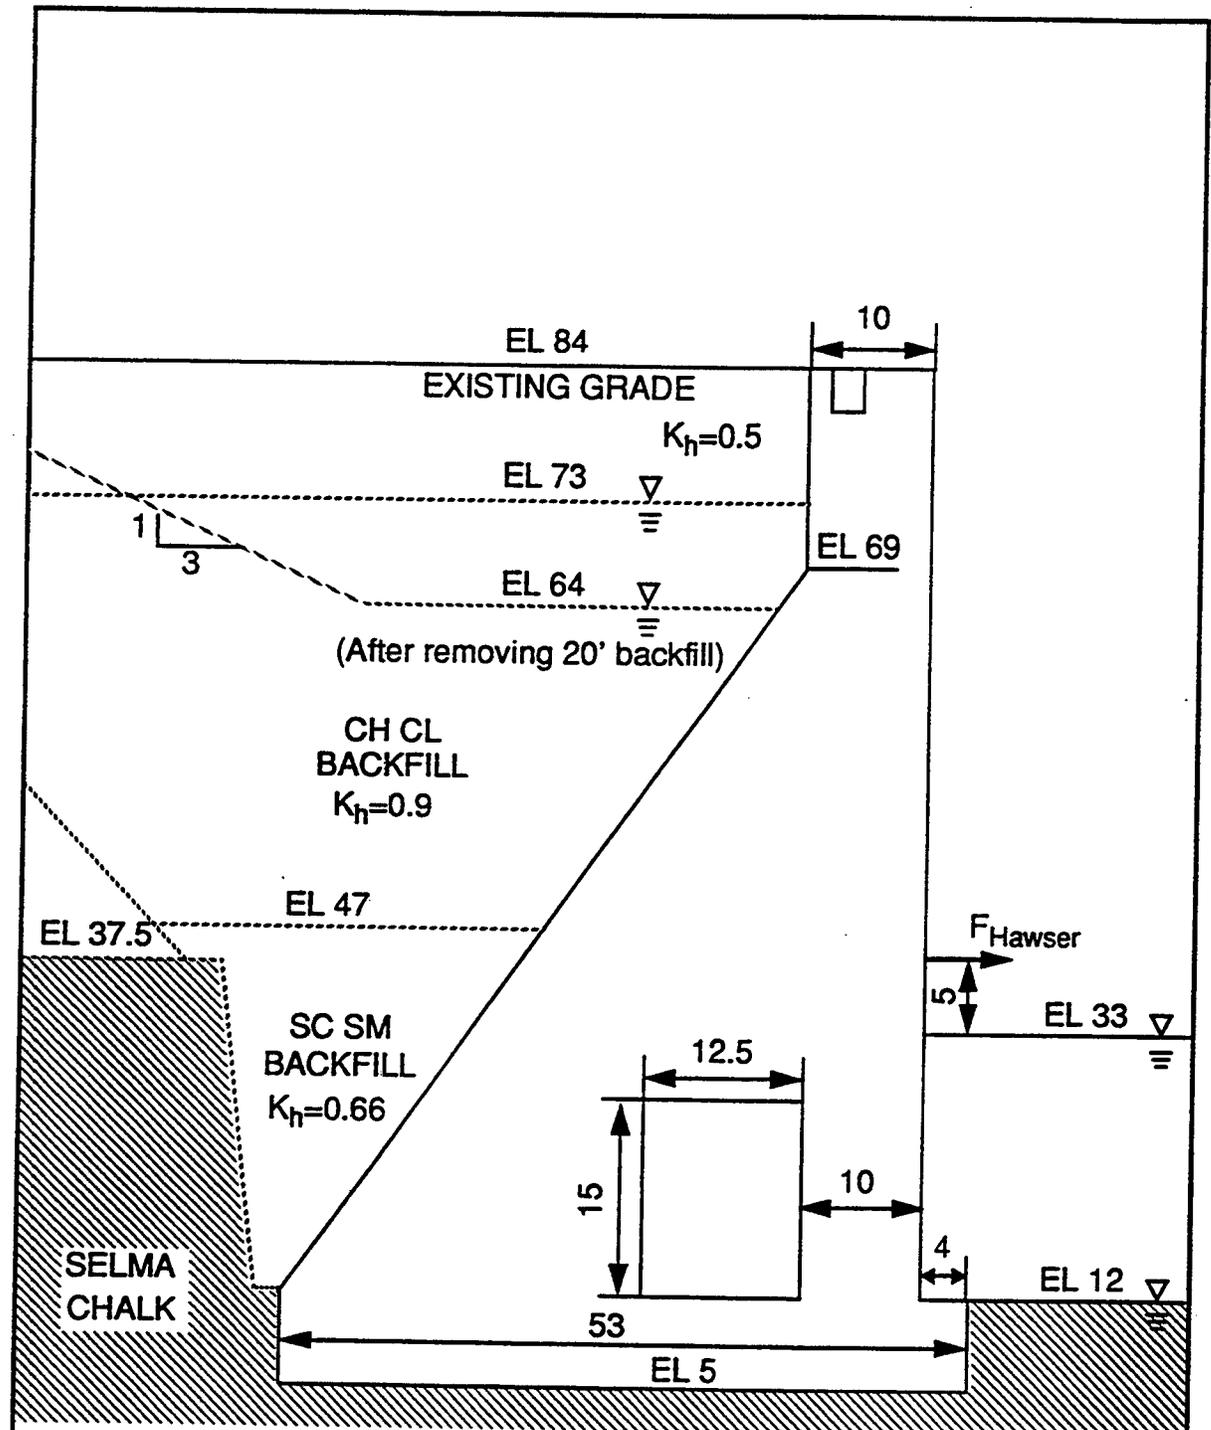 10
EL 84
EXISTING GRADE
Kh=0.5
EL 73
1
3
EL 69
EL 64
(After removing 20' backfill)
CH CL
BACKFILL
Kh=0.9
EL 47
EL 37.5
FHawser
5
EL 33
SC SM
BACKFILL
Kh=0.66
12.5
15
10
4
EL 12
SELMA
CHALK
53
EL 5